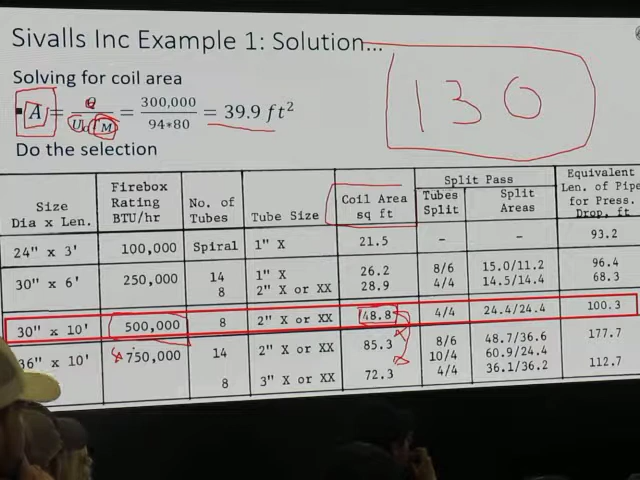 Sivalls Inc Example 1: Solution...
130
Solving for coil area
▪A = Q / U₀TM = 300,000 / 94*80 = 39.9 ft²
Do the selection
Size Dia x Len. Firebox Rating BTU/hr No. of Tubes Tube Size Coil Area sq ft Split Pass Tubes Split Split Areas Equivalent Len. of Pipe for Press. Drop, ft
24" x 3' 100,000 Spiral 1" X 21.5 - - 93.2
30" x 6' 250,000 14 1" X 26.2 8/6 15.0/11.2 96.4
8 2" X or XX 28.9 4/4 14.5/14.4 68.3
30" x 10' 500,000 8 2" X or XX 48.8 4/4 24.4/24.4 100.3
36" x 10' 750,000 14 2" X or XX 85.3 8/6 48.7/36.6 177.7
10/4 60.9/24.4
8 3" X or XX 72.3 4/4 36.1/36.2 112.7